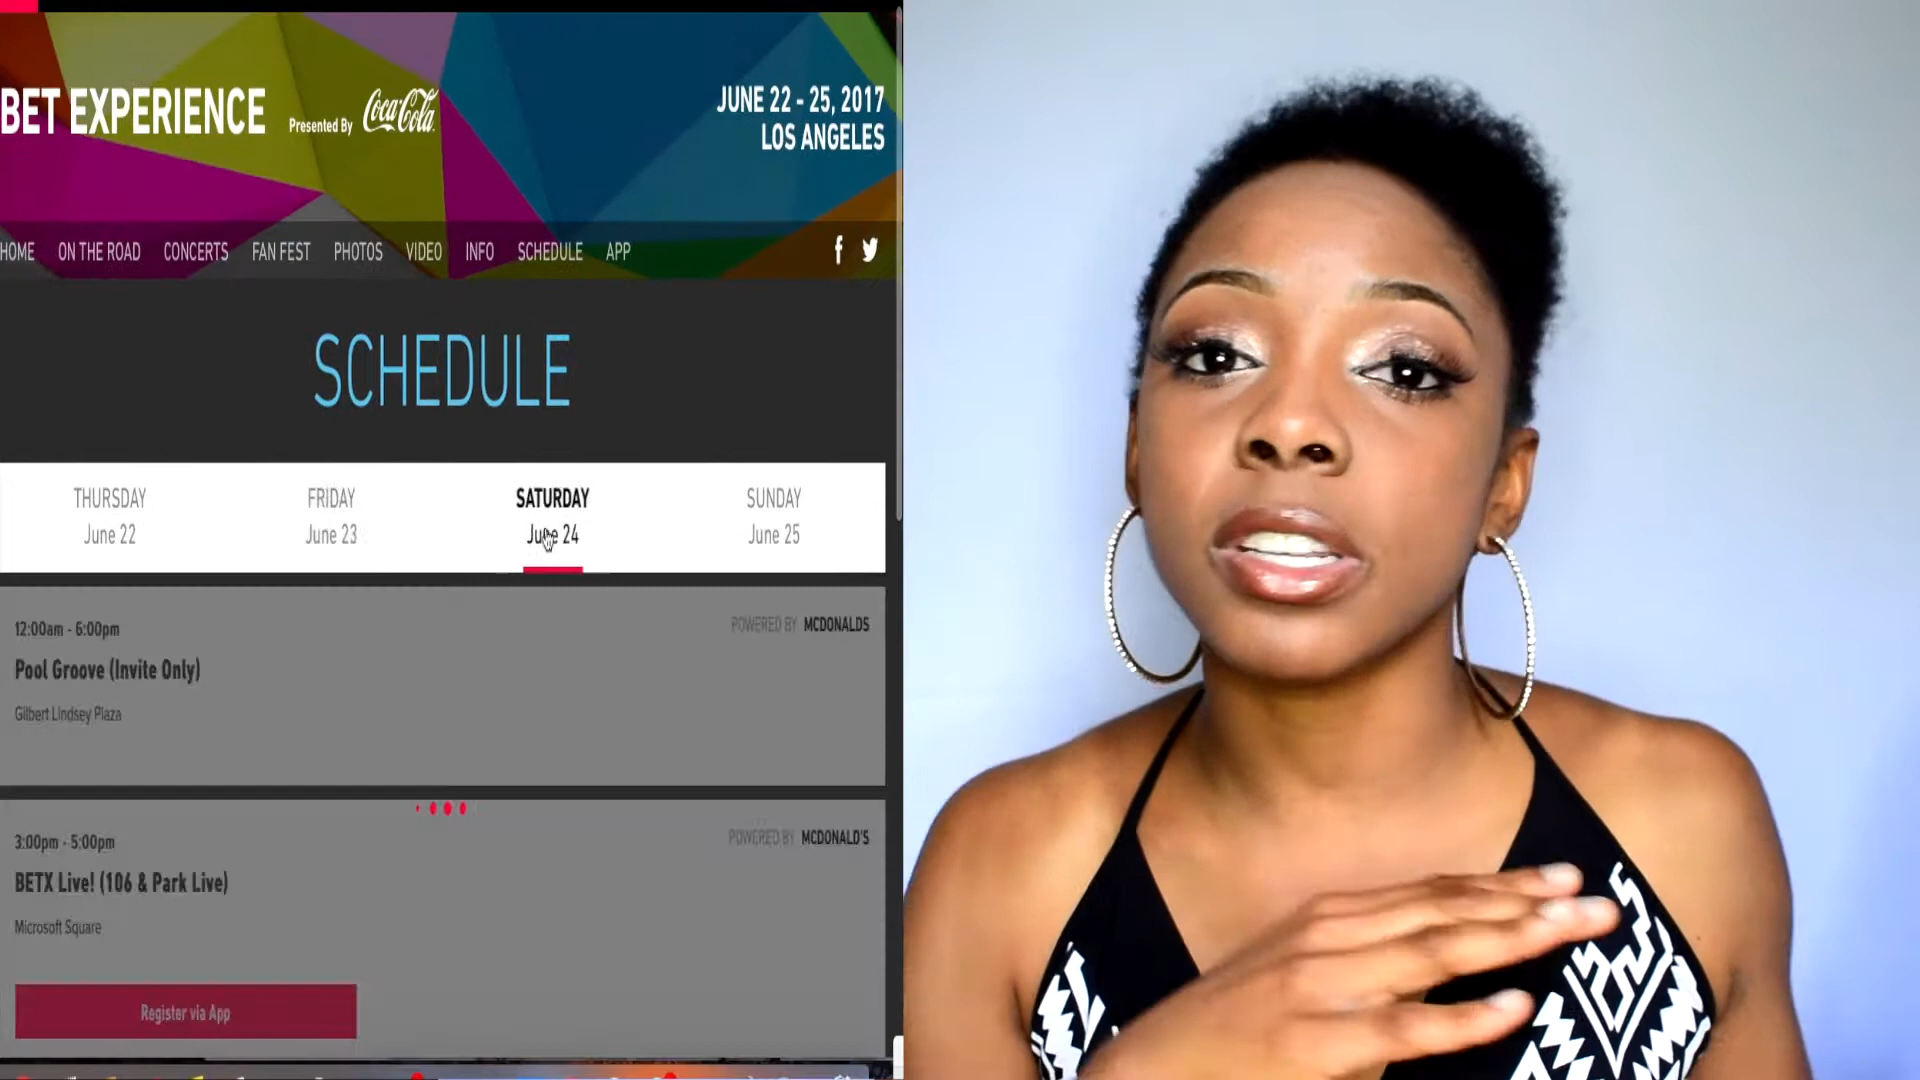 BET EXPERIENCE
Presented By Coca-Cola
JUNE 22 - 25, 2017
LOS ANGELES
HOME ON THE ROAD CONCERTS FAN FEST PHOTOS VIDEO INFO SCHEDULE APP
SCHEDULE
THURSDAY
June 22
FRIDAY
June 23
SATURDAY
June 24
SUNDAY
June 25
12:00am - 6:00pm
POWERED BY MCDONALDS
Pool Groove (Invite Only)
Gilbert Lindsey Plaza
3:00pm - 5:00pm
POWERED BY MCDONALD'S
BETX Live! (106 & Park Live)
Microsoft Square
Register via App